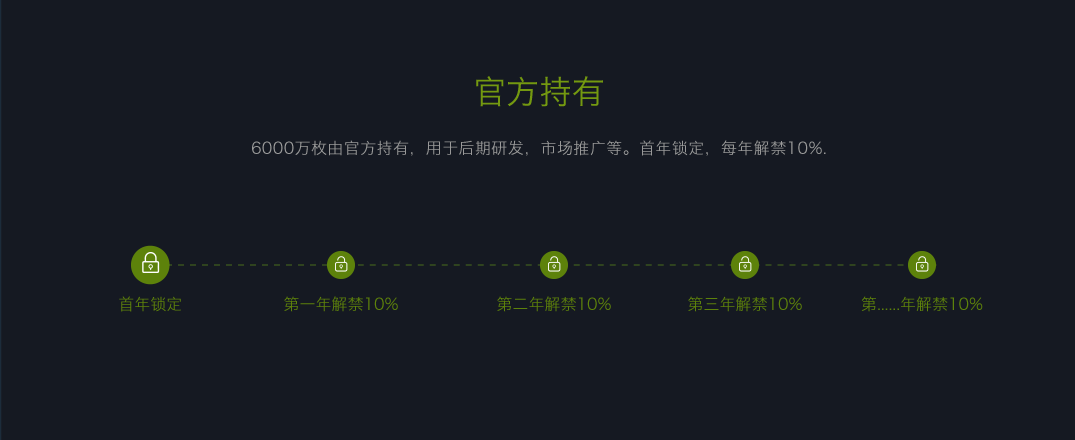 官方持有
6000万枚由官方持有，用于后期研发，市场推广等。首年锁定，每年解禁10%.
首年锁定
第一年解禁10%
第二年解禁10%
第三年解禁10%
第......年解禁10%